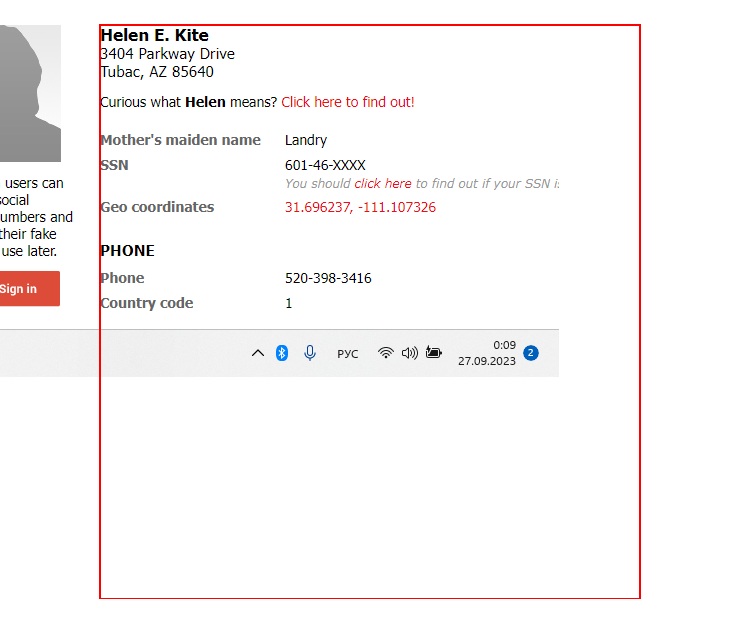 Helen E. Kite
3404 Parkway Drive
Tubac, AZ 85640
Curious what Helen means? Click here to find out!
Mother's maiden name Landry
SSN 601-46-XXXX
You should click here to find out if your SSN is
Geo coordinates 31.696237, -111.107326
PHONE
Phone 520-398-3416
Country code 1
users can
social
umbers and
their fake
use later.
Sign in
РУС
0:09
27.09.2023
2